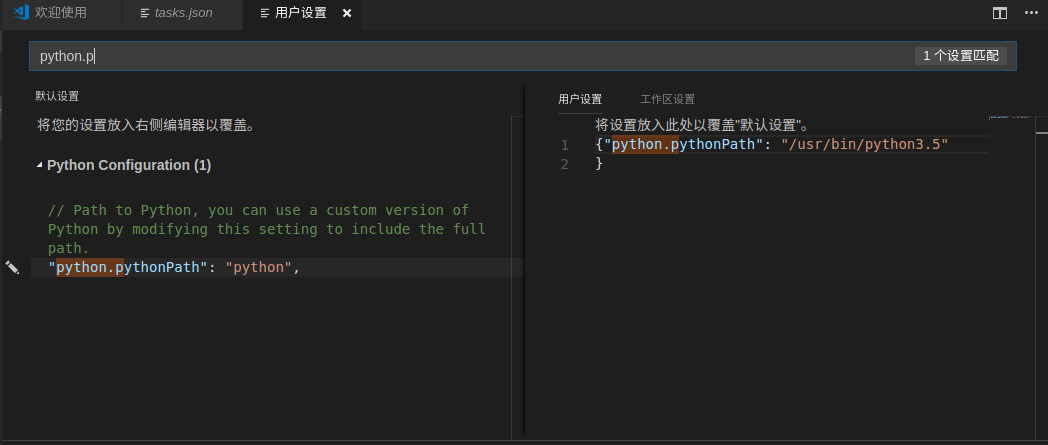 欢迎使用 tasks.json 用户设置
python.p 1 个设置匹配
默认设置
将您的设置放入右侧编辑器以覆盖。
Python Configuration (1)
// Path to Python, you can use a custom version of
Python by modifying this setting to include the full
path.
"python.pythonPath": "python",
用户设置 工作区设置
将设置放入此处以覆盖"默认设置"。
1 {"python.pythonPath": "/usr/bin/python3.5"
2 }